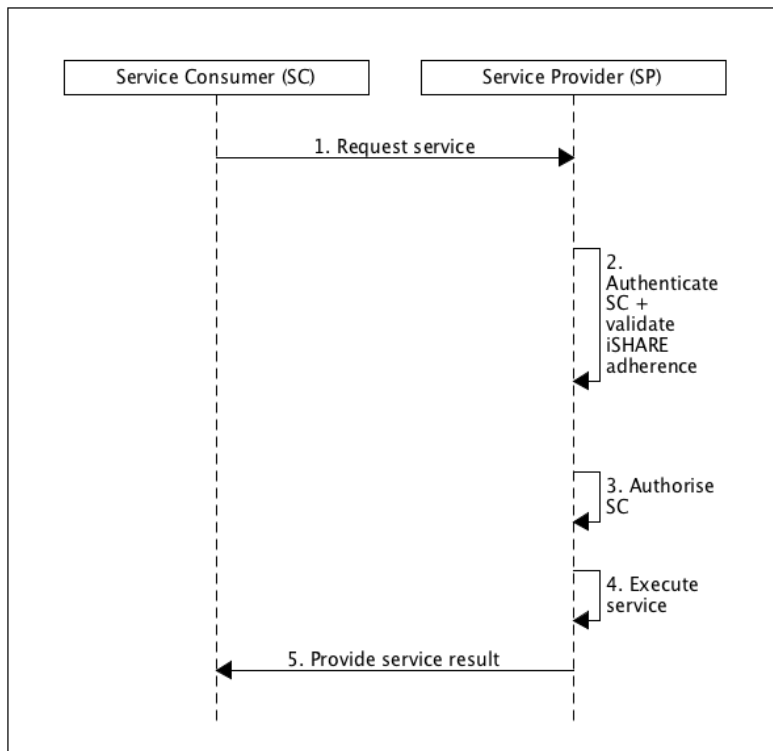 Service Consumer (SC)
Service Provider (SP)
1. Request service
2.
Authenticate
SC +
validate
iSHARE
adherence
3. Authorise
SC
4. Execute
service
5. Provide service result